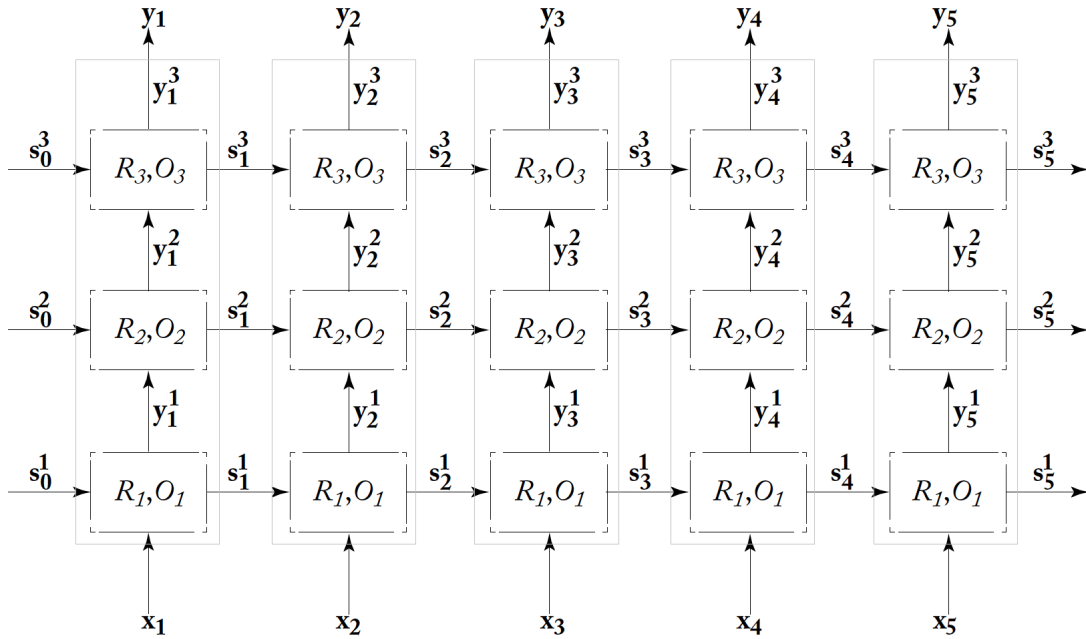 y₁ y₂ y₃ y₄ y₅
y₁³ y₂³ y₃³ y₄³ y₅³
s₀³ s₁³ s₂³ s₃³ s₄³ s₅³
R₃,O₃ R₃,O₃ R₃,O₃ R₃,O₃ R₃,O₃
y₁² y₂² y₃² y₄² y₅²
s₀² s₁² s₂² s₃² s₄² s₅²
R₂,O₂ R₂,O₂ R₂,O₂ R₂,O₂ R₂,O₂
y₁¹ y₂¹ y₃¹ y₄¹ y₅¹
s₀¹ s₁¹ s₂¹ s₃¹ s₄¹ s₅¹
R₁,O₁ R₁,O₁ R₁,O₁ R₁,O₁ R₁,O₁
x₁ x₂ x₃ x₄ x₅